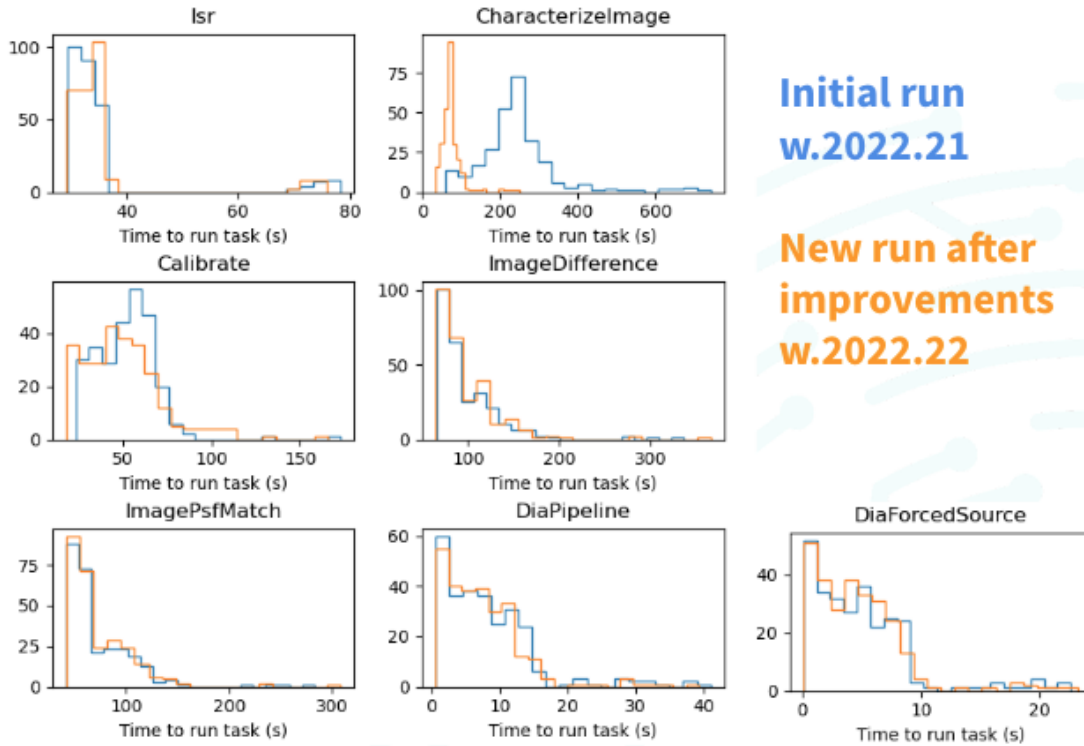 Isr
100
50
0
40
60
80
Time to run task (s)
CharacterizeImage
75
50
25
0
0
200
400
600
Time to run task (s)
Initial run
w.2022.21
New run after
improvements
w.2022.22
Calibrate
40
20
0
50
100
150
Time to run task (s)
ImageDifference
100
50
0
100
200
300
Time to run task (s)
ImagePsfMatch
75
50
25
0
100
200
300
Time to run task (s)
DiaPipeline
60
40
20
0
0
10
20
30
40
Time to run task (s)
DiaForcedSource
40
20
0
0
10
20
Time to run task (s)